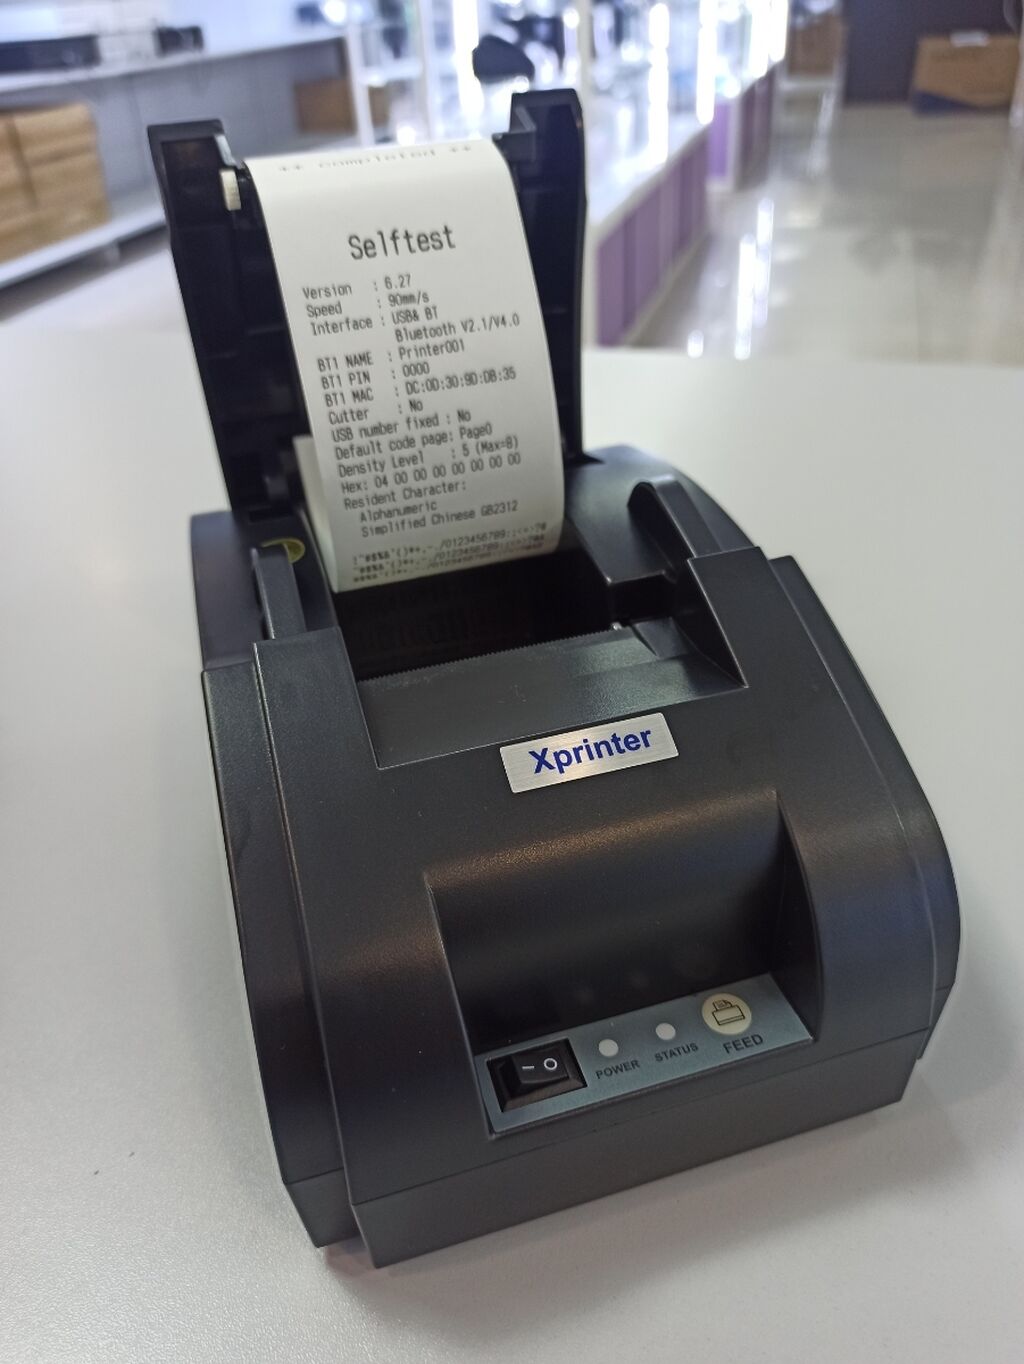 ** Completed **
Selftest
Version : 6.27
Speed : 90mm/s
Interface : USB& BT
Bluetooth V2.1/V4.0
BT1 NAME : Printer001
BT1 PIN : 0000
BT1 MAC : DC:0D:30:9D:DB:35
Cutter : No
USB number fixed : No
Default code page: Page0
Density Level : 5 (Max=8)
Hex: 04 00 00 00 00 00 00 00
Resident Character:
Alphanumeric
Simplified Chinese GB2312
Xprinter
POWER
STATUS
FEED